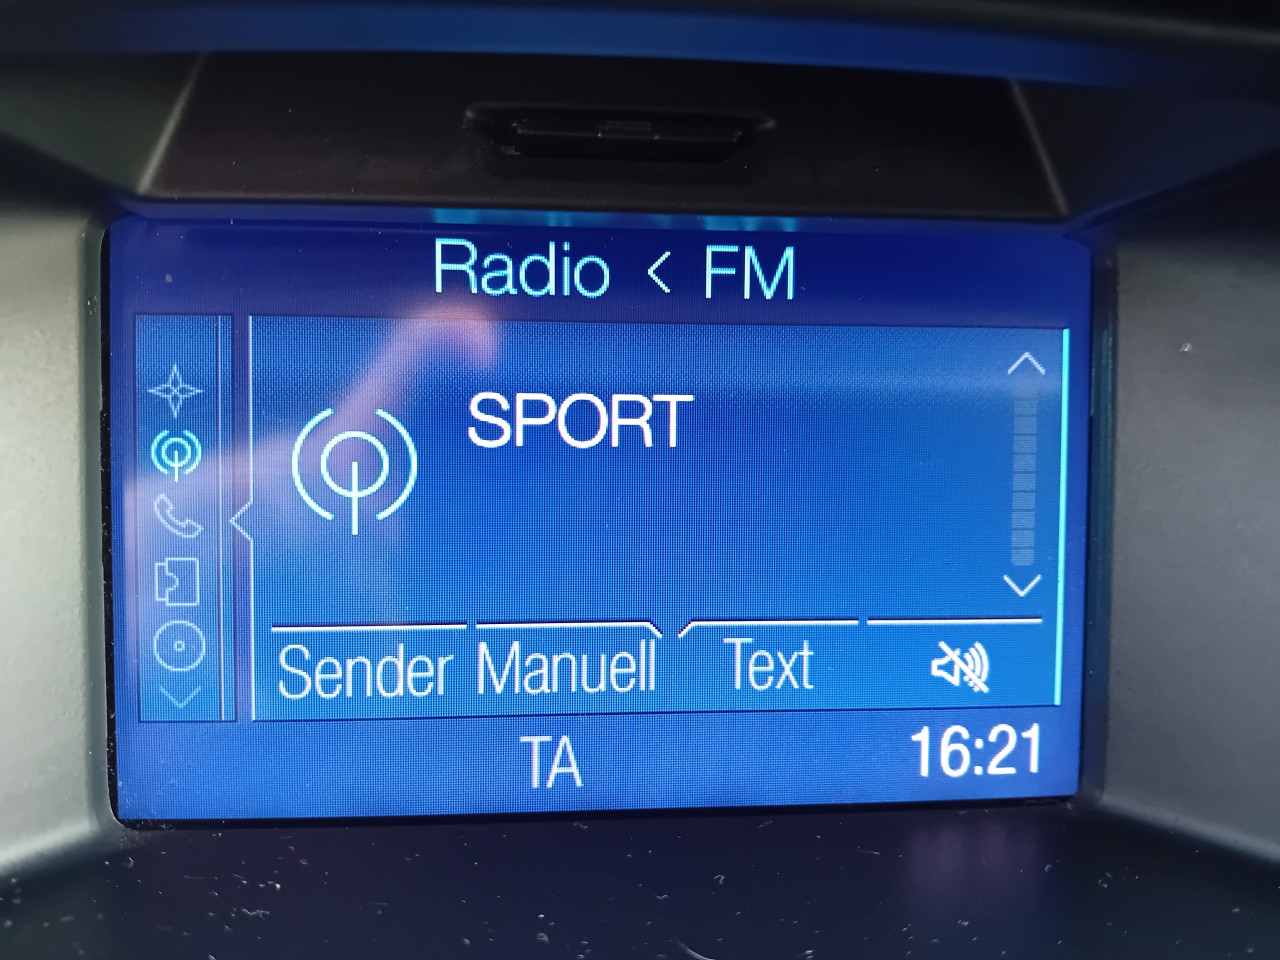 Radio < FM
SPORT
Sender Manuell Text
TA 16:21